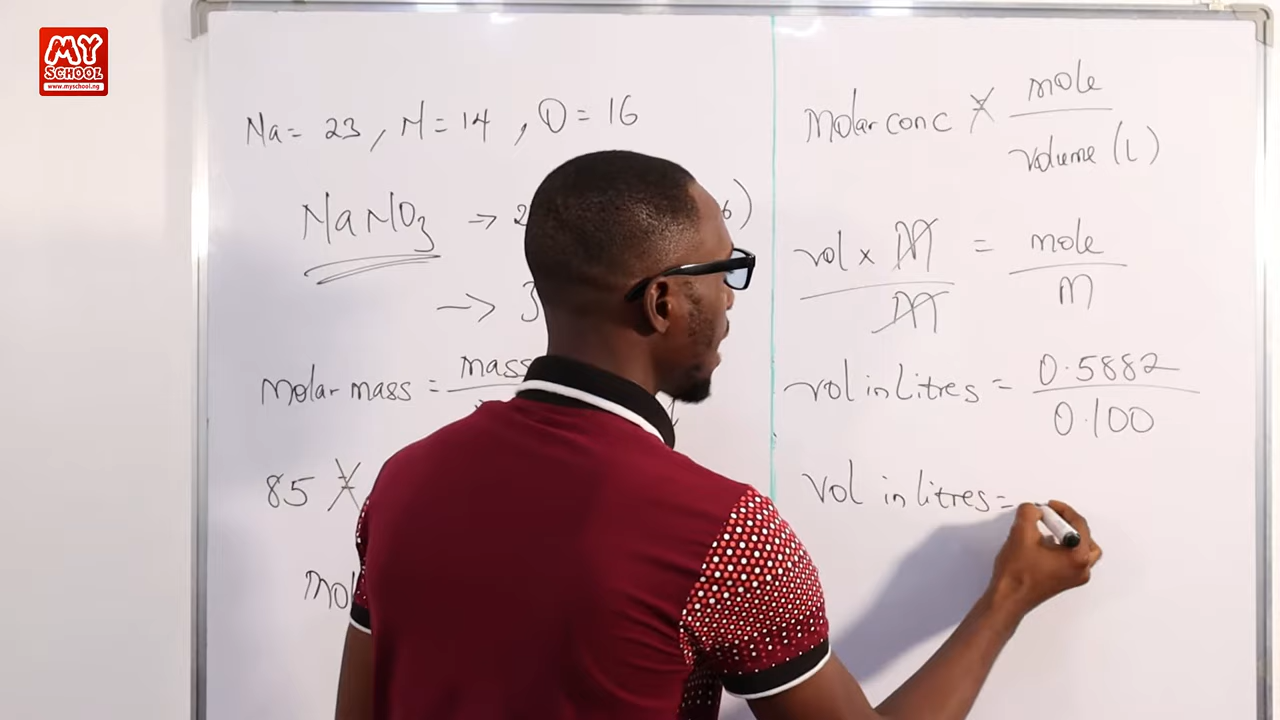 MY
SCHOOL
www.myschool.ng
Na = 23, N = 14, O = 16
NaNO₃ →
→ 3
molar mass = mass
85
Mol
Molar conc mole
volume (L)
vol × M = mole
M M
vol in Litres = 0.5882
0.100
Vol in litres =